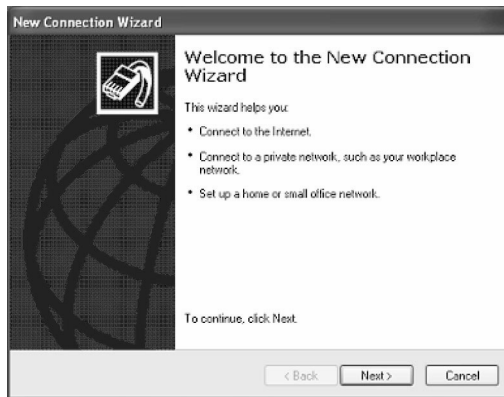 New Connection Wizard
Welcome to the New Connection
Wizard
This wizard helps you:
• Connect to the Internet.
• Connect to a private network, such as your workplace
network.
• Set up a home or small office network.
To continue, click Next.
< Back Next > Cancel